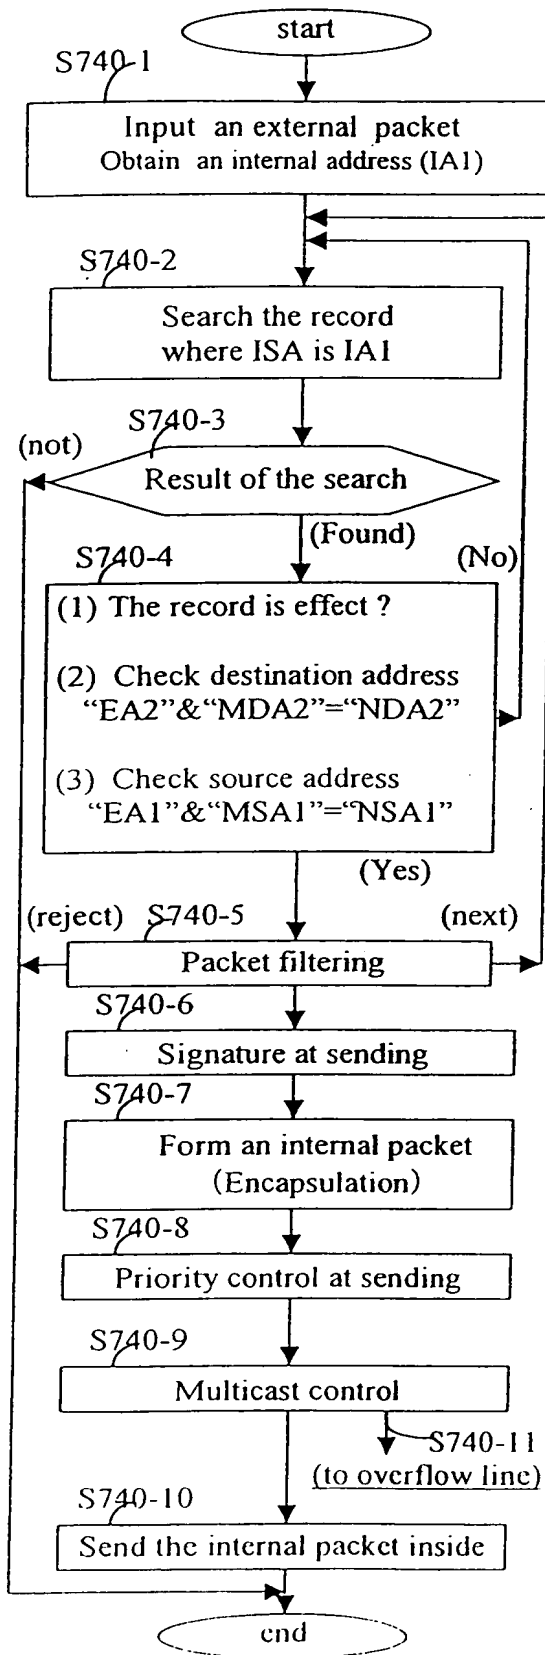 start
S740-1
Input an external packet
Obtain an internal address (IA1)
S740-2
Search the record
where ISA is IA1
S740-3
(not)
Result of the search
(Found)
S740-4
(No)
(1) The record is effect ?
(2) Check destination address
“EA2”&“MDA2”=“NDA2”
(3) Check source address
“EA1”&“MSA1”=“NSA1”
(Yes)
(reject)
S740-5
(next)
Packet filtering
S740-6
Signature at sending
S740-7
Form an internal packet
(Encapsulation)
S740-8
Priority control at sending
S740-9
Multicast control
S740-11
(to overflow line)
S740-10
Send the internal packet inside
end